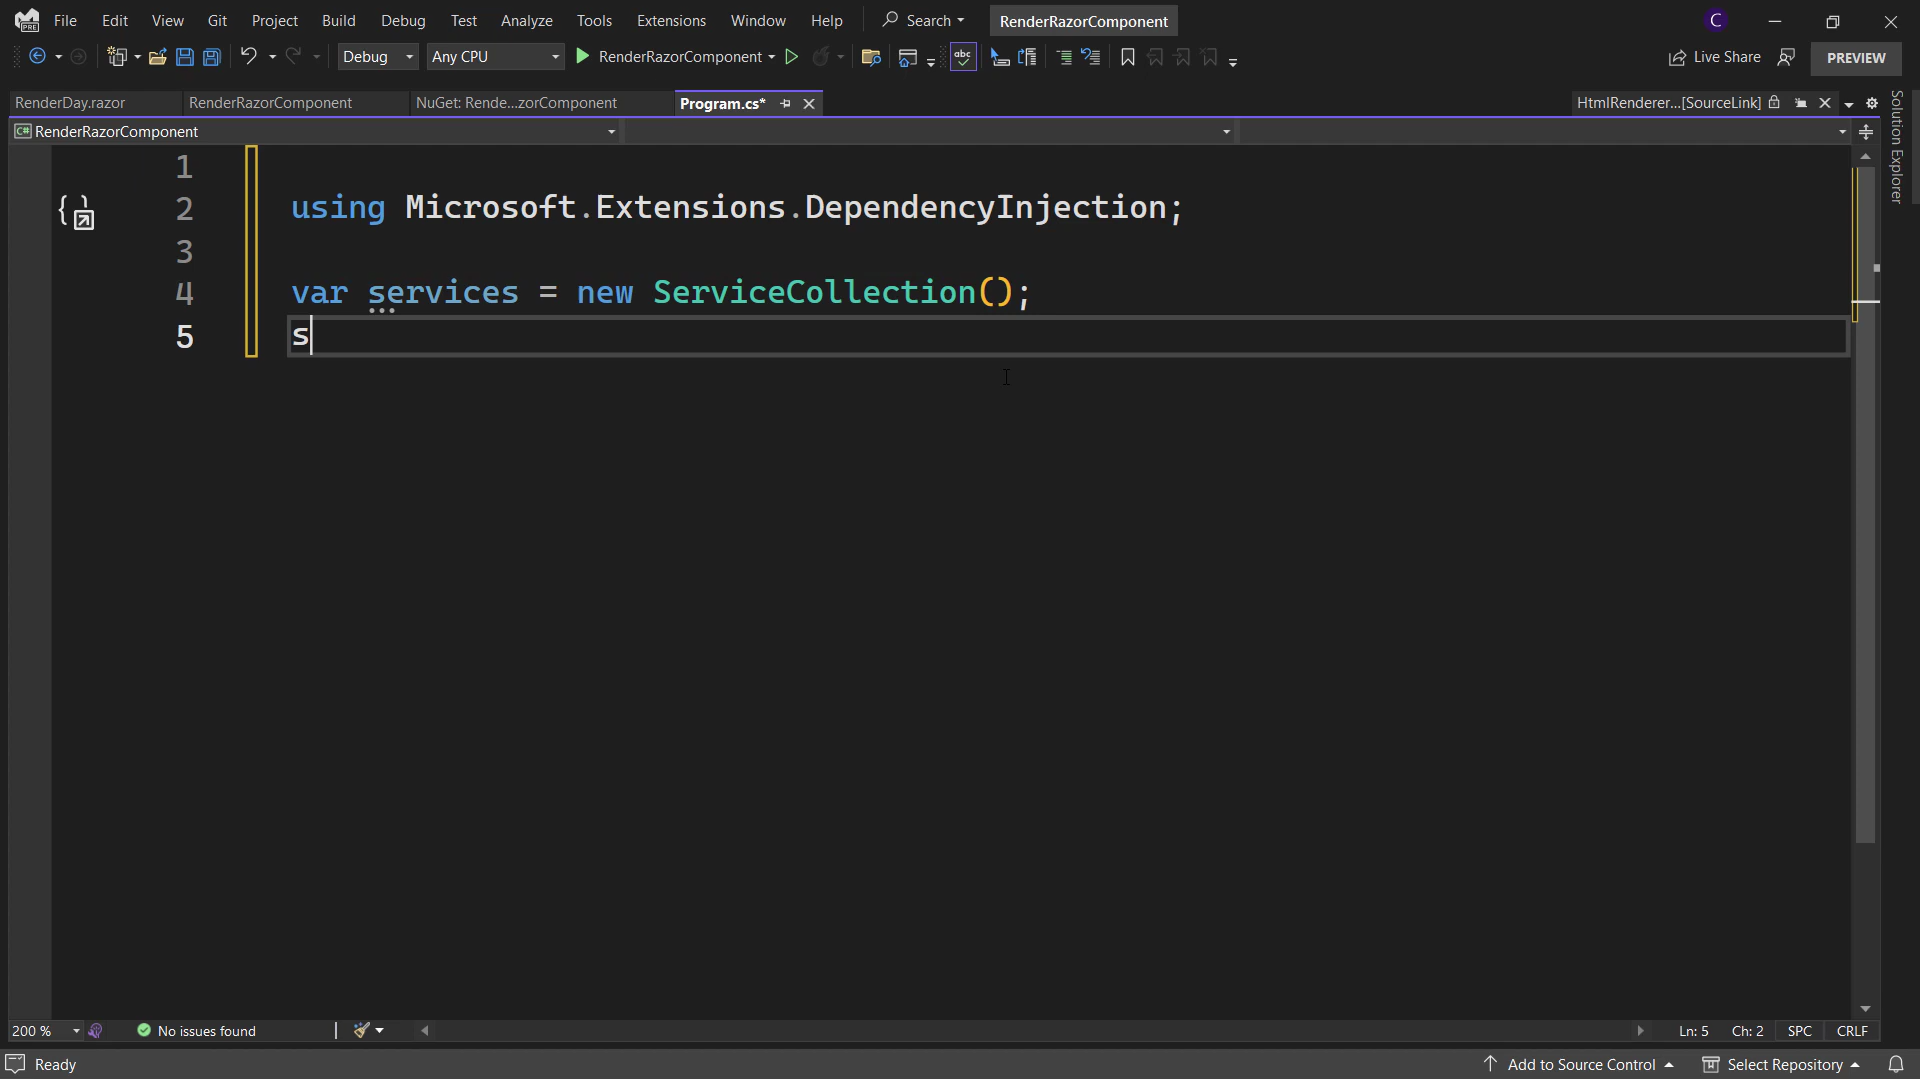 File Edit View Git Project Build Debug Test Analyze Tools Extensions Window Help Search RenderRazorComponent C
PRE
Debug Any CPU RenderRazorComponent abc Live Share PREVIEW
RenderDay.razor RenderRazorComponent NuGet: Rende...zorComponent Program.cs* HtmlRenderer...[SourceLink]
C# RenderRazorComponent
Solution Explorer
1
2 using Microsoft.Extensions.DependencyInjection;
3
4 var services = new ServiceCollection();
5 s
200 % No issues found Ln: 5 Ch: 2 SPC CRLF
Ready Add to Source Control Select Repository